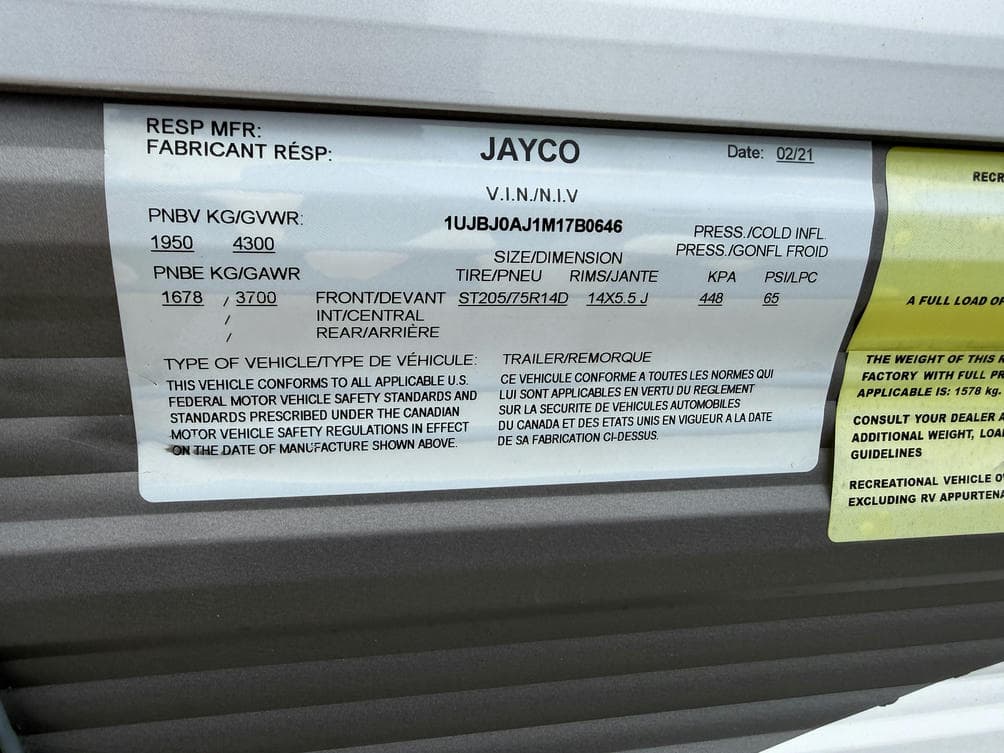 RESP MFR:
FABRICANT RÉSP:
JAYCO
Date: 02/21
V.I.N./N.I.V
1UJBJ0AJ1M17B0646
PNBV KG/GVWR:
1950 4300
PNBE KG/GAWR
1678 / 3700
/
/
FRONT/DEVANT
INT/CENTRAL
REAR/ARRIÈRE
SIZE/DIMENSION
TIRE/PNEU RIMS/JANTE
ST205/75R14D 14X5.5 J
PRESS./COLD INFL
PRESS./GONFL FROID
KPA PSI/LPC
448 65
TYPE OF VEHICLE/TYPE DE VÉHICULE: TRAILER/REMORQUE
THIS VEHICLE CONFORMS TO ALL APPLICABLE U.S.
FEDERAL MOTOR VEHICLE SAFETY STANDARDS AND
STANDARDS PRESCRIBED UNDER THE CANADIAN
MOTOR VEHICLE SAFETY REGULATIONS IN EFFECT
ON THE DATE OF MANUFACTURE SHOWN ABOVE.
CE VEHICULE CONFORME A TOUTES LES NORMES QUI
LUI SONT APPLICABLES EN VERTU DU REGLEMENT
SUR LA SECURITE DE VEHICULES AUTOMOBILES
DU CANADA ET DES ETATS UNIS EN VIGUEUR A LA DATE
DE SA FABRICATION CI-DESSUS.
RECR
A FULL LOAD OF
THE WEIGHT OF THIS R
FACTORY WITH FULL PR
APPLICABLE IS: 1578 kg.
CONSULT YOUR DEALER A
ADDITIONAL WEIGHT, LOA
GUIDELINES
RECREATIONAL VEHICLE O
EXCLUDING RV APPURTENA